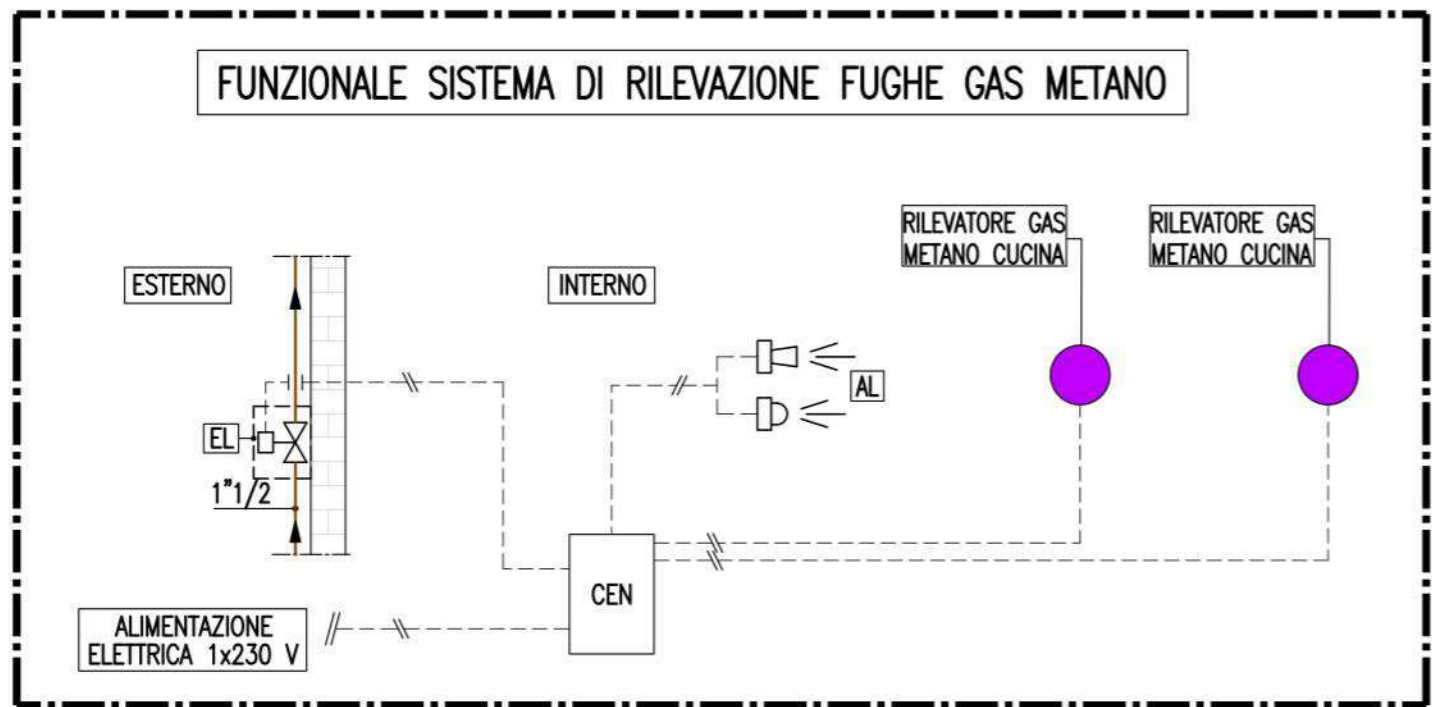 FUNZIONALE SISTEMA DI RILEVAZIONE FUGHE GAS METANO
RILEVATORE GAS
METANO CUCINA
RILEVATORE GAS
METANO CUCINA
ESTERNO
INTERNO
AL
EL
1"1/2
CEN
ALIMENTAZIONE
ELETTRICA 1x230 V